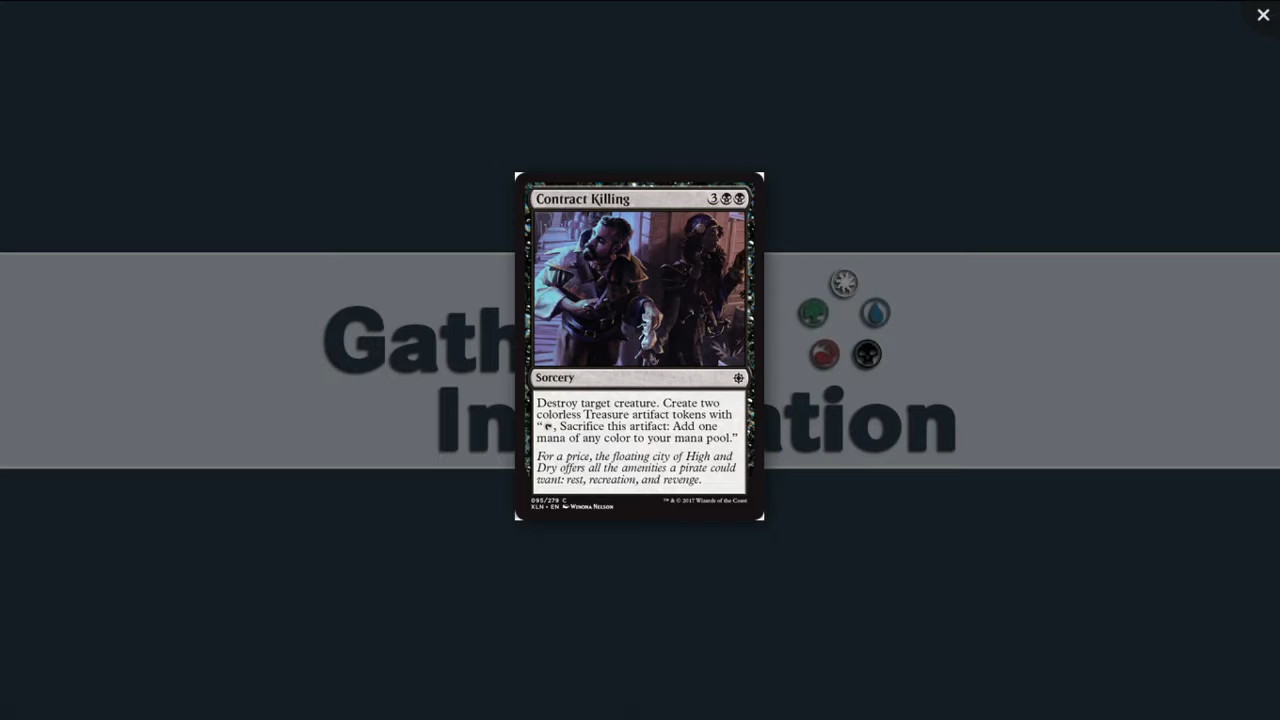 Contract Killing 3
Gath
In ation
Sorcery
Destroy target creature. Create two
colorless Treasure artifact tokens with
“ , Sacrifice this artifact: Add one
mana of any color to your mana pool.”
For a price, the floating city of High and
Dry offers all the amenities a pirate could
want: rest, recreation, and revenge.
095/279 C
XLN • EN Winona Nelson
™ & © 2017 Wizards of the Coast